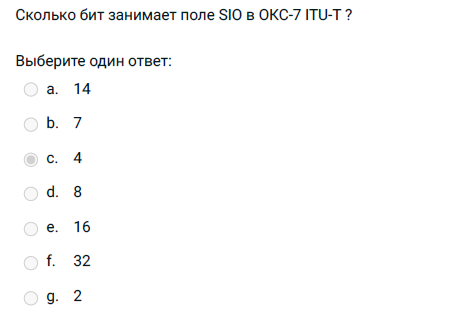 Сколько бит занимает поле SIO в ОКС-7 ITU-T ?
Выберите один ответ:
a. 14
b. 7
c. 4
d. 8
e. 16
f. 32
g. 2